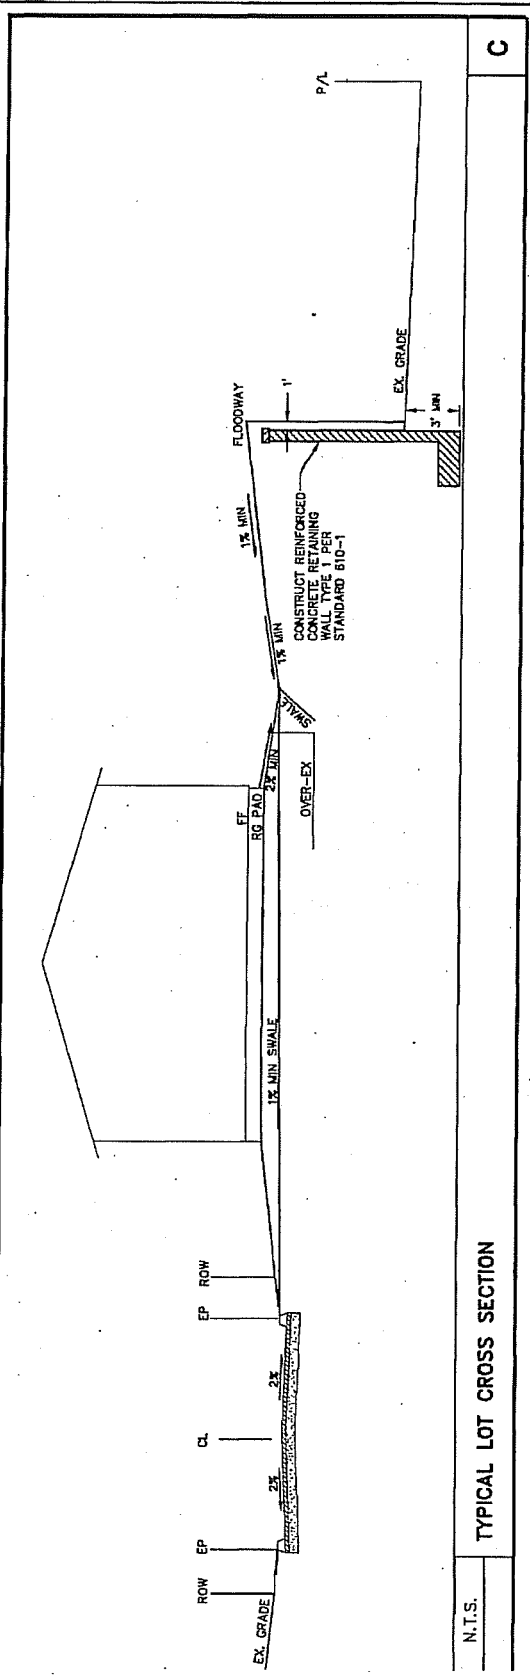 EX. GRADE
ROW
EP
2%
CL
2%
EP
ROW
1% MIN SWALE
FF
RG PAD
2% MIN
OVER-EX
SWALE
1% MIN
1% MIN
CONSTRUCT REINFORCED
CONCRETE RETAINING
WALL TYPE 1 PER
STANDARD 610-1
FLOODWAY
1'
EX. GRADE
3' MIN
P/L
N.T.S.
TYPICAL LOT CROSS SECTION
C